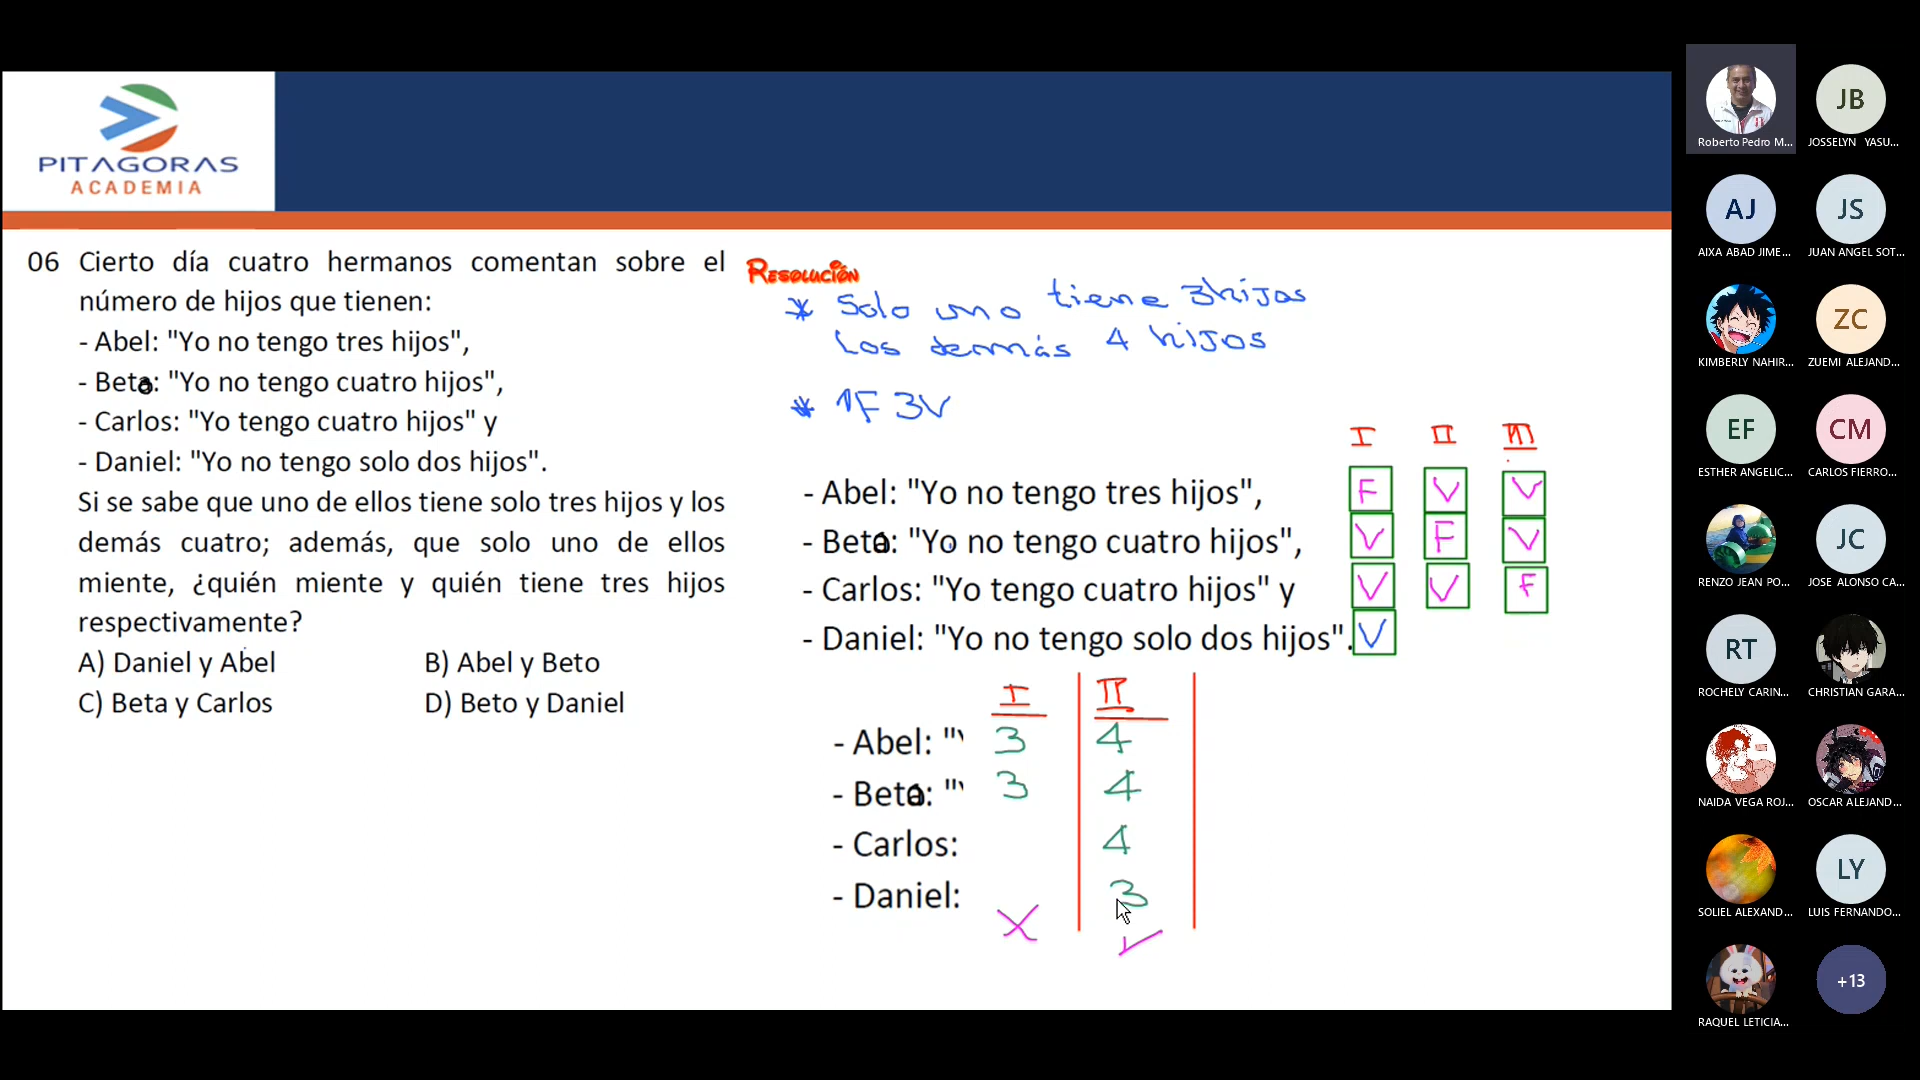 PITAGORAS
ACADEMIA
06 Cierto día cuatro hermanos comentan sobre el
número de hijos que tienen:
- Abel: "Yo no tengo tres hijos",
- Beto: "Yo no tengo cuatro hijos",
- Carlos: "Yo tengo cuatro hijos" y
- Daniel: "Yo no tengo solo dos hijos".
Si se sabe que uno de ellos tiene solo tres hijos y los
demás cuatro; además, que solo uno de ellos
miente, ¿quién miente y quién tiene tres hijos
respectivamente?
A) Daniel y Abel B) Abel y Beto
C) Beta y Carlos D) Beto y Daniel
RESOLUCIÓN
* Solo uno tiene 3hijos
Los demás 4 hijos
* 1F 3V
I II III
- Abel: "Yo no tengo tres hijos", F V V
- Beto: "Yo no tengo cuatro hijos", V F V
- Carlos: "Yo tengo cuatro hijos" y V V F
- Daniel: "Yo no tengo solo dos hijos". V
I II
- Abel: " 3 4
- Beto: " 3 4
- Carlos: 4
- Daniel: 3
X ✓
Roberto Pedro M...
JB
JOSSELYN YASU...
AJ
AIXA ABAD JIME...
JS
JUAN ANGEL SOT...
KIMBERLY NAHIR...
ZC
ZUEMI ALEJAND...
EF
ESTHER ANGELIC...
CM
CARLOS FIERRO...
RENZO JEAN PO...
JC
JOSE ALONSO CA...
RT
ROCHELY CARIN...
CHRISTIAN GARA...
NAIDA VEGA ROJ...
OSCAR ALEJAND...
SOLIEL ALEXAND...
LY
LUIS FERNANDO...
RAQUEL LETICIA...
+13